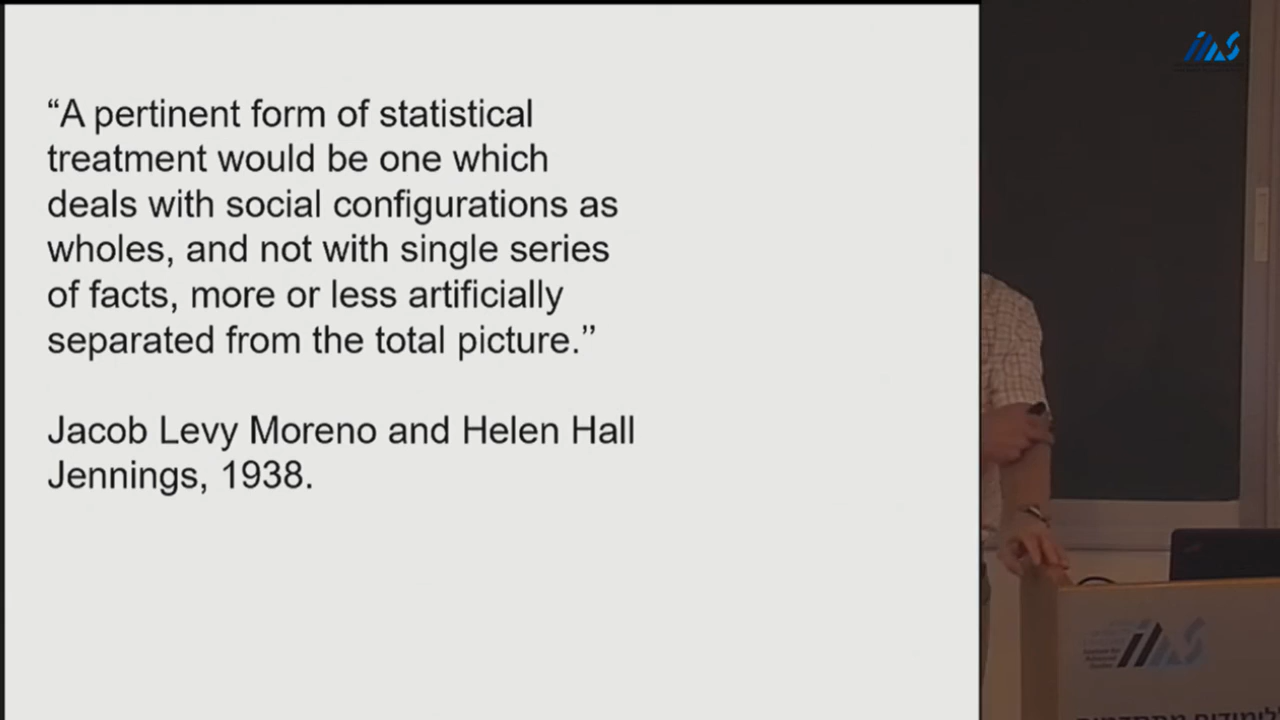 “A pertinent form of statistical
treatment would be one which
deals with social configurations as
wholes, and not with single series
of facts, more or less artificially
separated from the total picture.”
Jacob Levy Moreno and Helen Hall
Jennings, 1938.
iias
iias